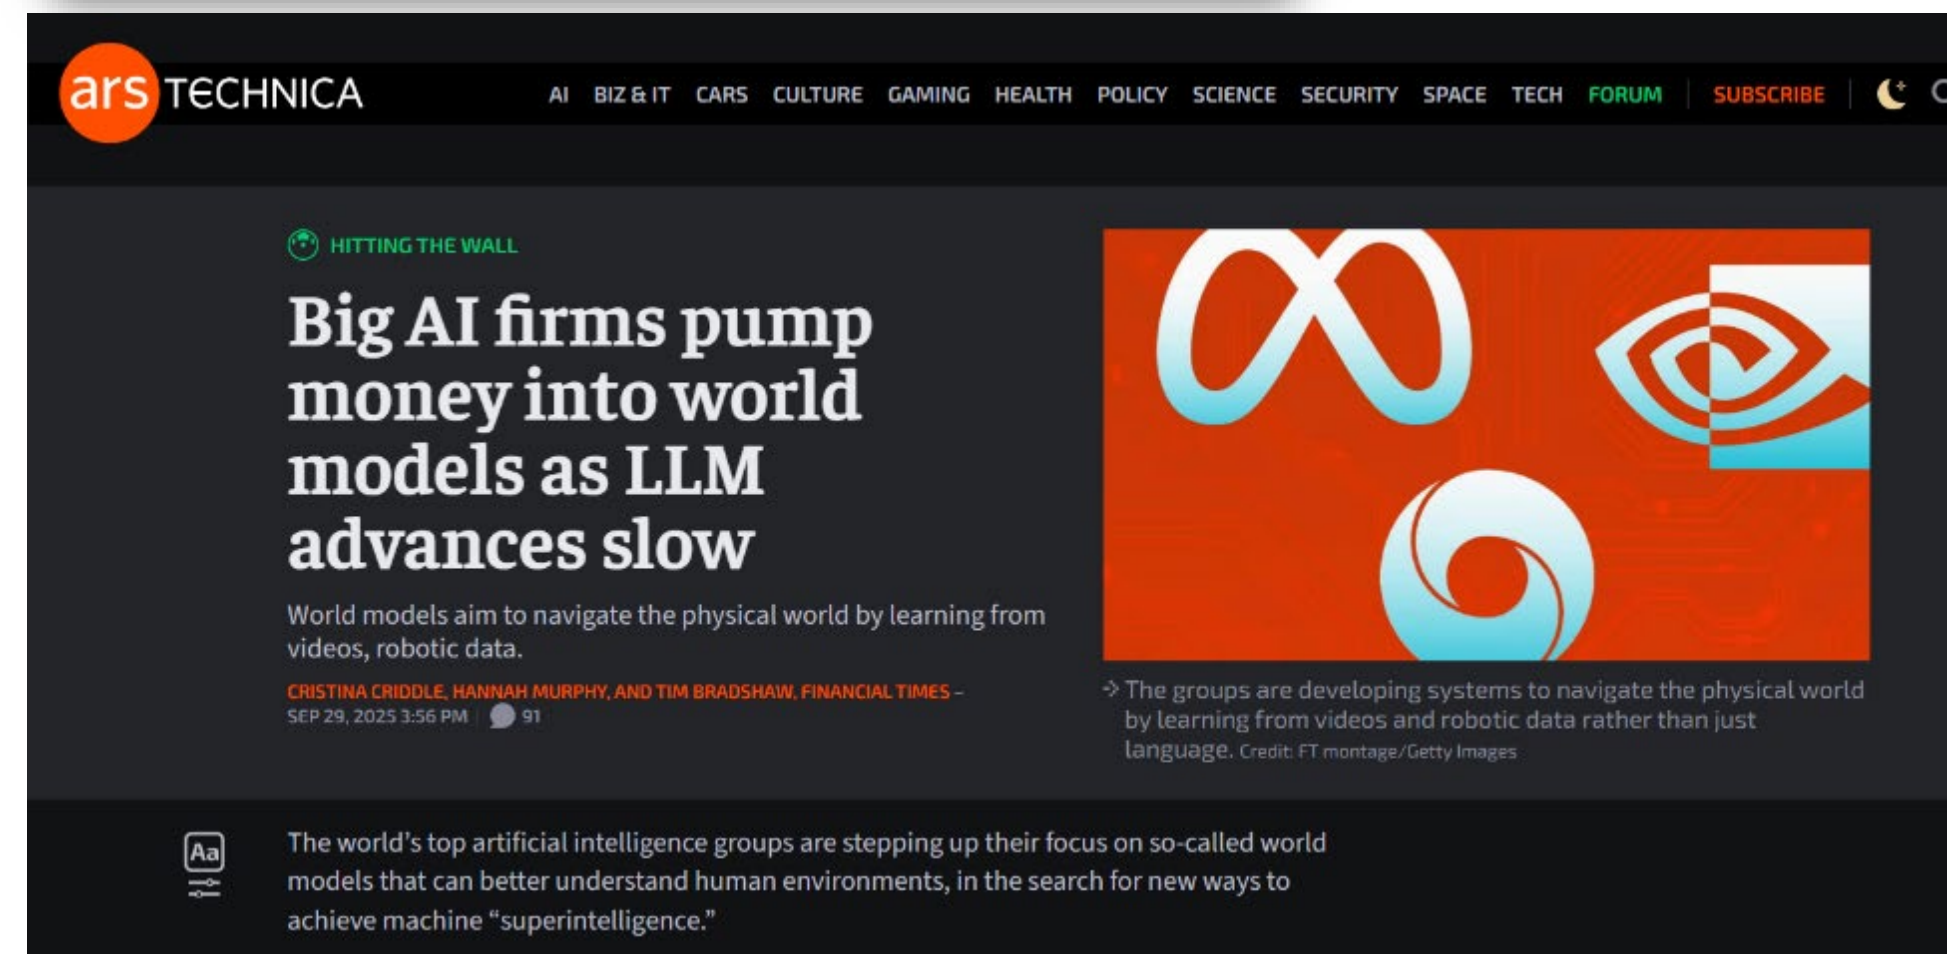 ars TECHNICA
AI BIZ & IT CARS CULTURE GAMING HEALTH POLICY SCIENCE SECURITY SPACE TECH FORUM SUBSCRIBE
HITTING THE WALL
Big AI firms pump
money into world
models as LLM
advances slow
World models aim to navigate the physical world by learning from
videos, robotic data.
CRISTINA CRIDDLE, HANNAH MURPHY, AND TIM BRADSHAW, FINANCIAL TIMES –
SEP 29, 2025 3:56 PM | 91
The groups are developing systems to navigate the physical world
by learning from videos and robotic data rather than just
language. Credit: FT montage/Getty Images
Aa
The world’s top artificial intelligence groups are stepping up their focus on so-called world
models that can better understand human environments, in the search for new ways to
achieve machine “superintelligence.”